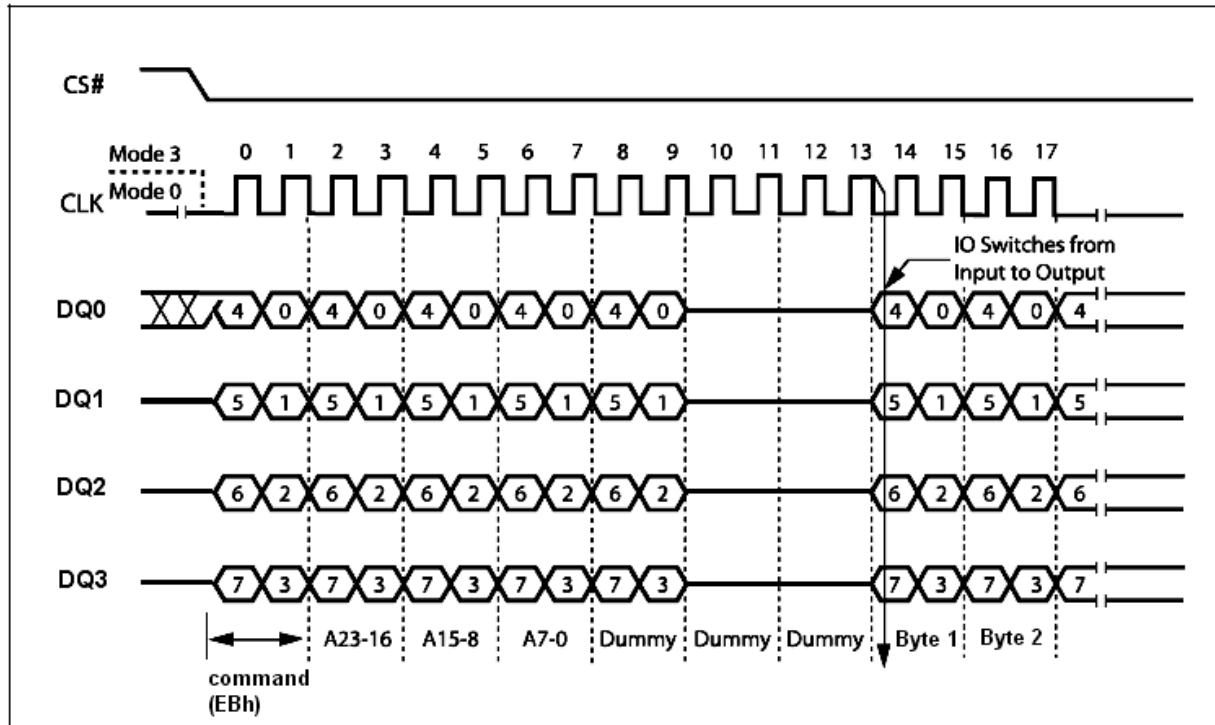 CS#
Mode 3 0 1 2 3 4 5 6 7 8 9 10 11 12 13 14 15 16 17
Mode 0
CLK
IO Switches from
Input to Output
DQ0 4 0 4 0 4 0 4 0 4 0 4 0 4 0 4
DQ1 5 1 5 1 5 1 5 1 5 1 5 1 5 1 5
DQ2 6 2 6 2 6 2 6 2 6 2 6 2 6 2 6
DQ3 7 3 7 3 7 3 7 3 7 3 7 3 7 3 7
A23-16 A15-8 A7-0 Dummy Dummy Dummy Byte 1 Byte 2
command
(EBh)